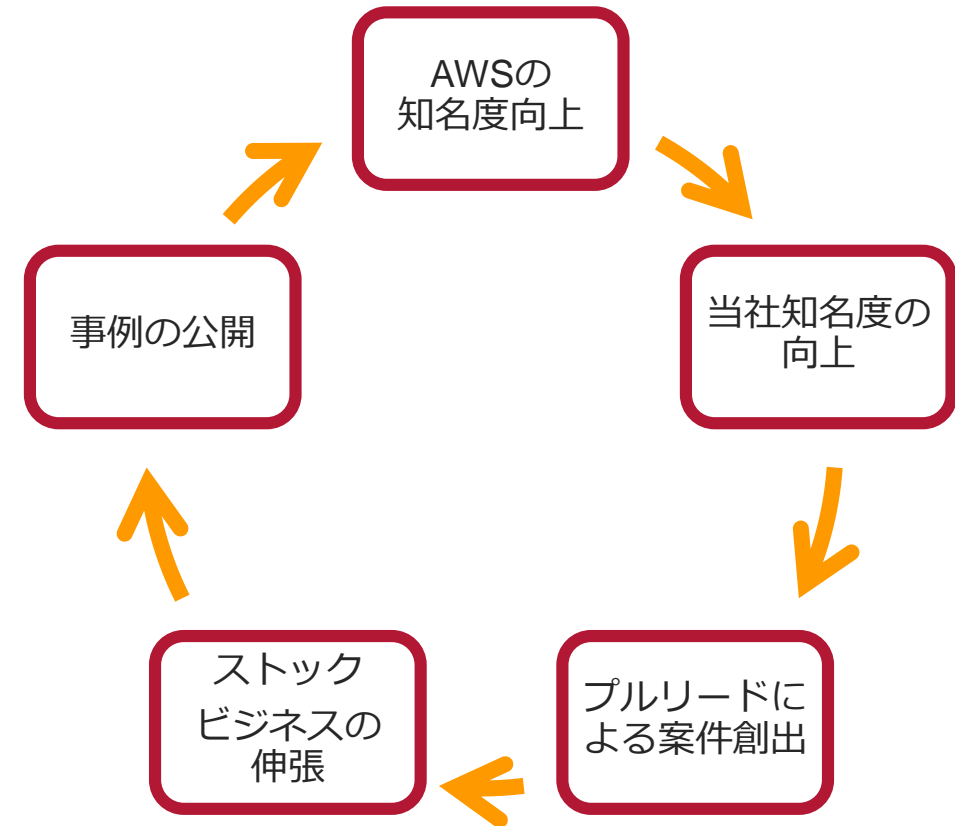 AWSの
知名度向上
当社知名度の
向上
プルリードに
よる案件創出
ストック
ビジネスの
伸張
事例の公開